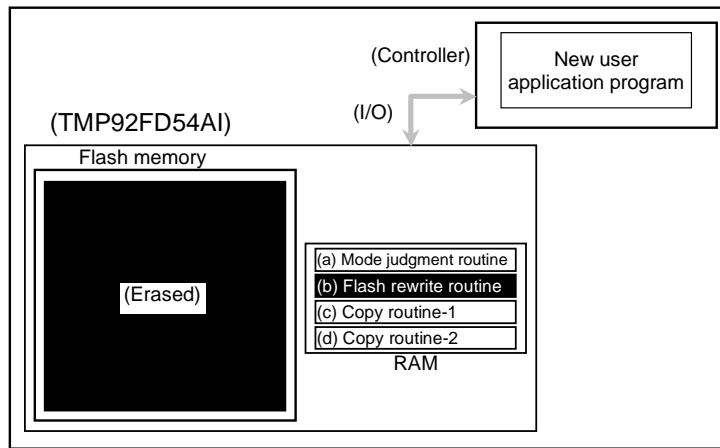 (Controller)
New user
application program
(I/O)
(TMP92FD54AI)
Flash memory
(Erased)
(a) Mode judgment routine
(b) Flash rewrite routine
(c) Copy routine-1
(d) Copy routine-2
RAM